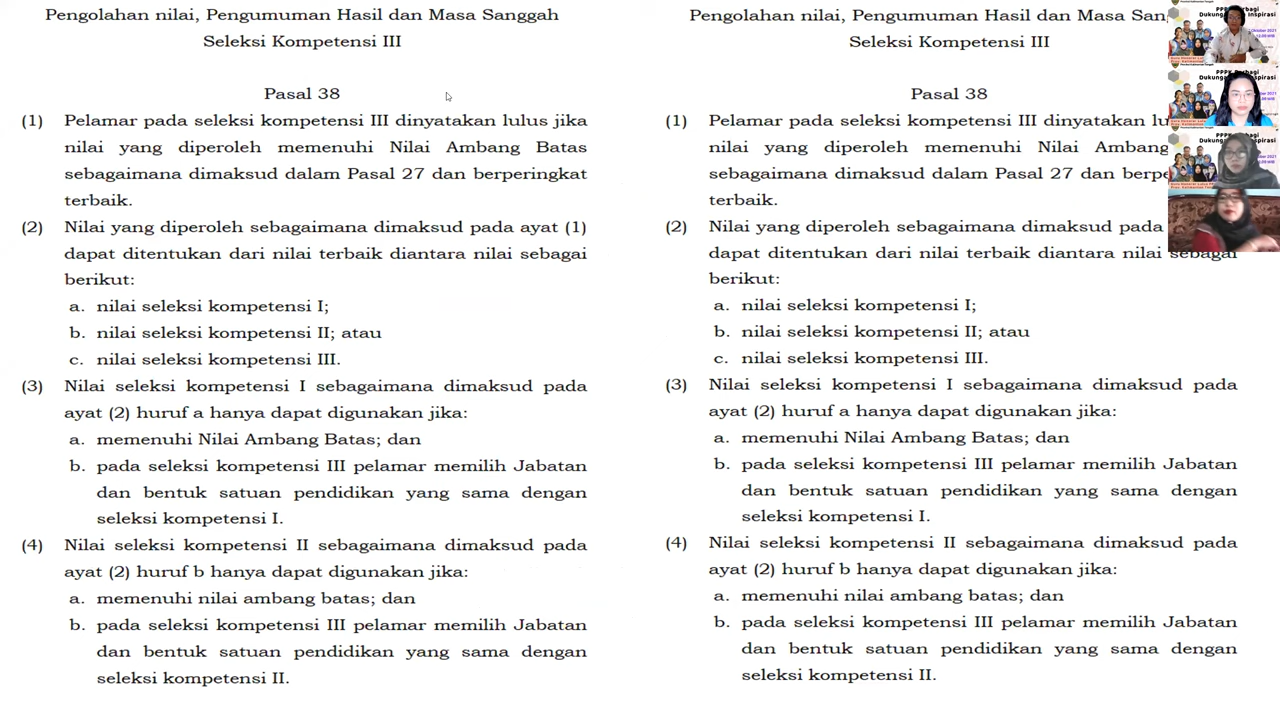 Pengolahan nilai, Pengumuman Hasil dan Masa Sanggah
Seleksi Kompetensi III
Pasal 38
(1) Pelamar pada seleksi kompetensi III dinyatakan lulus jika
nilai yang diperoleh memenuhi Nilai Ambang Batas
sebagaimana dimaksud dalam Pasal 27 dan berperingkat
terbaik.
(2) Nilai yang diperoleh sebagaimana dimaksud pada ayat (1)
dapat ditentukan dari nilai terbaik diantara nilai sebagai
berikut:
a. nilai seleksi kompetensi I;
b. nilai seleksi kompetensi II; atau
c. nilai seleksi kompetensi III.
(3) Nilai seleksi kompetensi I sebagaimana dimaksud pada
ayat (2) huruf a hanya dapat digunakan jika:
a. memenuhi Nilai Ambang Batas; dan
b. pada seleksi kompetensi III pelamar memilih Jabatan
dan bentuk satuan pendidikan yang sama dengan
seleksi kompetensi I.
(4) Nilai seleksi kompetensi II sebagaimana dimaksud pada
ayat (2) huruf b hanya dapat digunakan jika:
a. memenuhi nilai ambang batas; dan
b. pada seleksi kompetensi III pelamar memilih Jabatan
dan bentuk satuan pendidikan yang sama dengan
seleksi kompetensi II.
Pengolahan nilai, Pengumuman Hasil dan Masa San
Seleksi Kompetensi III
Pasal 38
(1) Pelamar pada seleksi kompetensi III dinyatakan lu
nilai yang diperoleh memenuhi Nilai Ambang
sebagaimana dimaksud dalam Pasal 27 dan berpe
terbaik.
(2) Nilai yang diperoleh sebagaimana dimaksud pada
dapat ditentukan dari nilai terbaik diantara nilai sebagai
berikut:
a. nilai seleksi kompetensi I;
b. nilai seleksi kompetensi II; atau
c. nilai seleksi kompetensi III.
(3) Nilai seleksi kompetensi I sebagaimana dimaksud pada
ayat (2) huruf a hanya dapat digunakan jika:
a. memenuhi Nilai Ambang Batas; dan
b. pada seleksi kompetensi III pelamar memilih Jabatan
dan bentuk satuan pendidikan yang sama dengan
seleksi kompetensi I.
(4) Nilai seleksi kompetensi II sebagaimana dimaksud pada
ayat (2) huruf b hanya dapat digunakan jika:
a. memenuhi nilai ambang batas; dan
b. pada seleksi kompetensi III pelamar memilih Jabatan
dan bentuk satuan pendidikan yang sama dengan
seleksi kompetensi II.